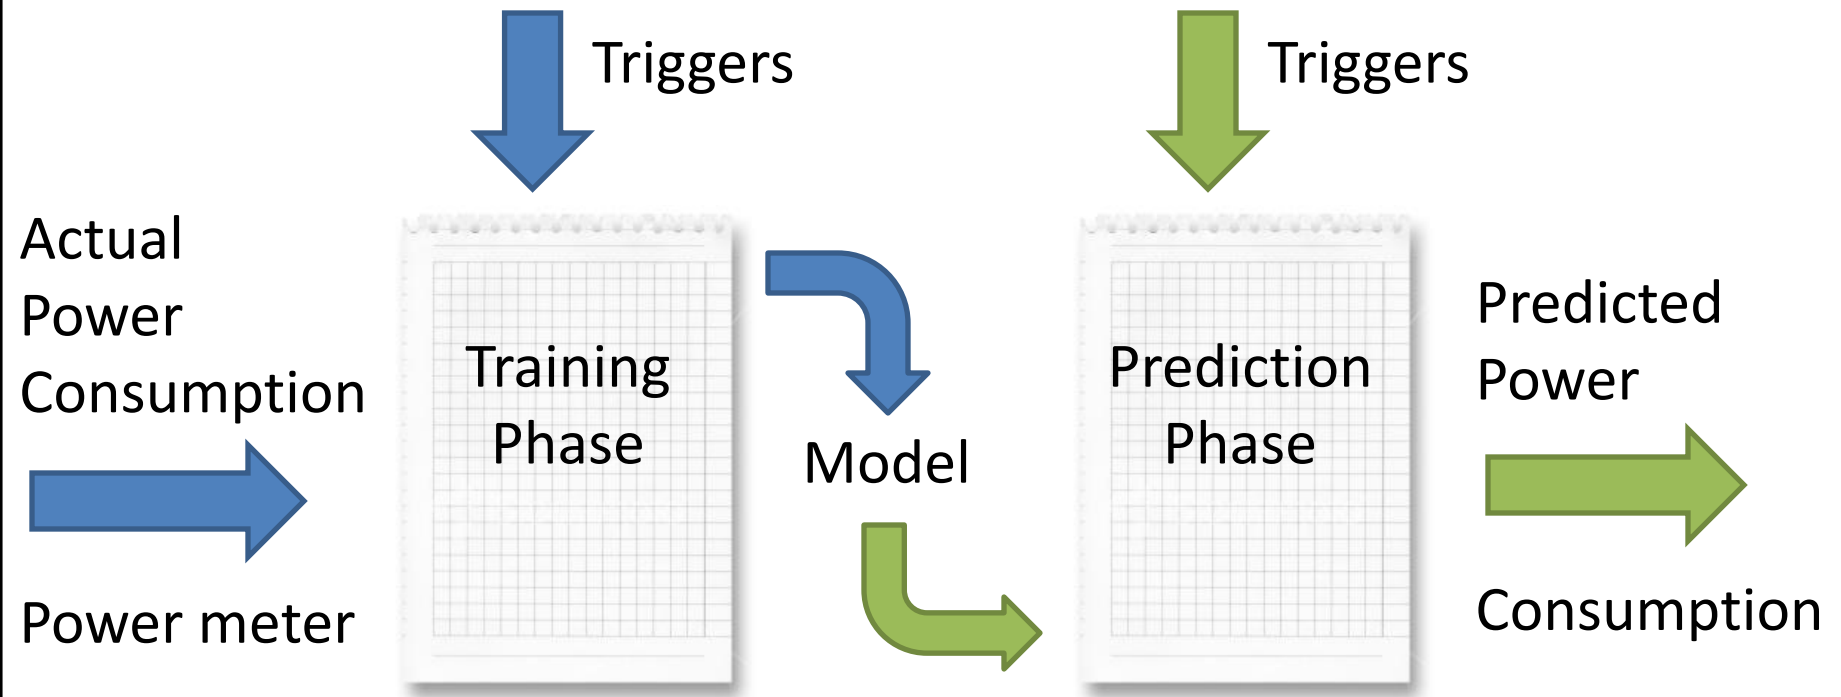 Triggers
Triggers
Actual
Power
Consumption
Power meter
Training
Phase
Model
Prediction
Phase
Predicted
Power
Consumption